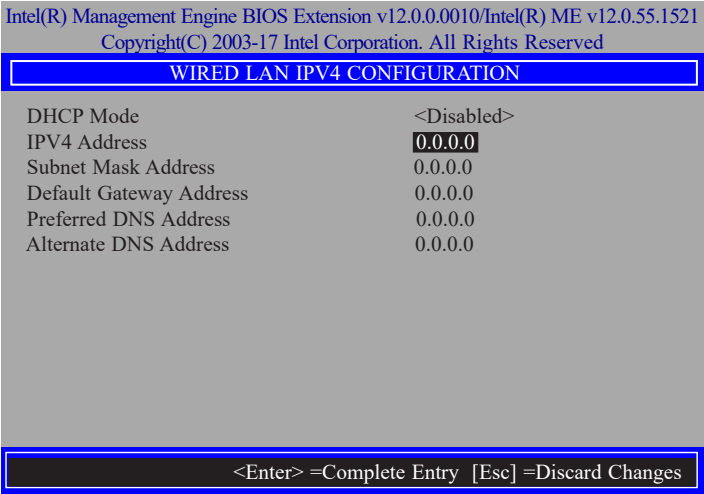 Intel(R) Management Engine BIOS Extension v12.0.0.0010/Intel(R) ME v12.0.55.1521
Copyright(C) 2003-17 Intel Corporation. All Rights Reserved
WIRED LAN IPV4 CONFIGURATION
DHCP Mode <Disabled>
IPV4 Address 0.0.0.0
Subnet Mask Address 0.0.0.0
Default Gateway Address 0.0.0.0
Preferred DNS Address 0.0.0.0
Alternate DNS Address 0.0.0.0
<Enter> =Complete Entry [Esc] =Discard Changes